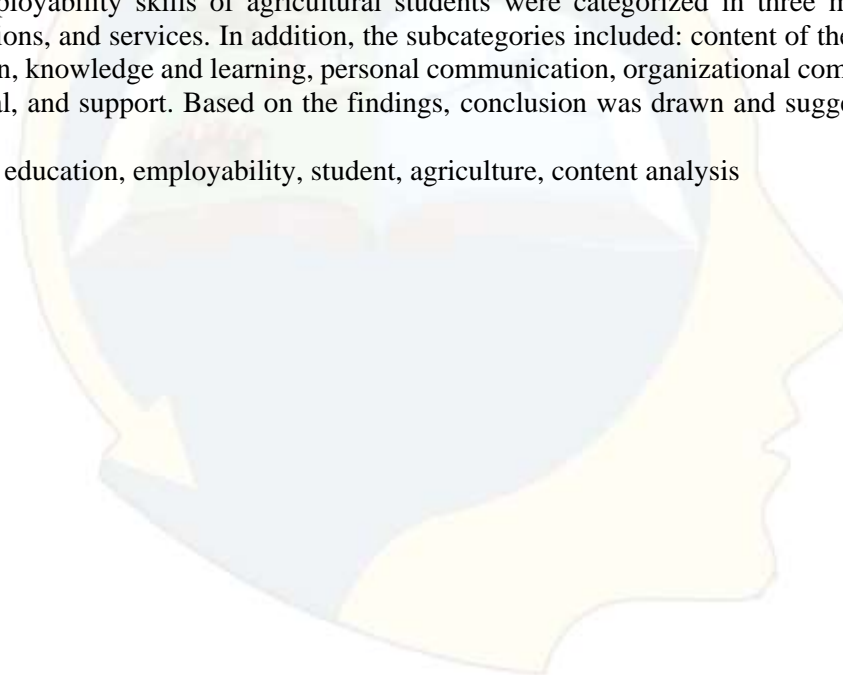 ployability skills of agricultural students were categorized in three m
ions, and services. In addition, the subcategories included: content of the
n, knowledge and learning, personal communication, organizational com
al, and support. Based on the findings, conclusion was drawn and sugge
education, employability, student, agriculture, content analysis